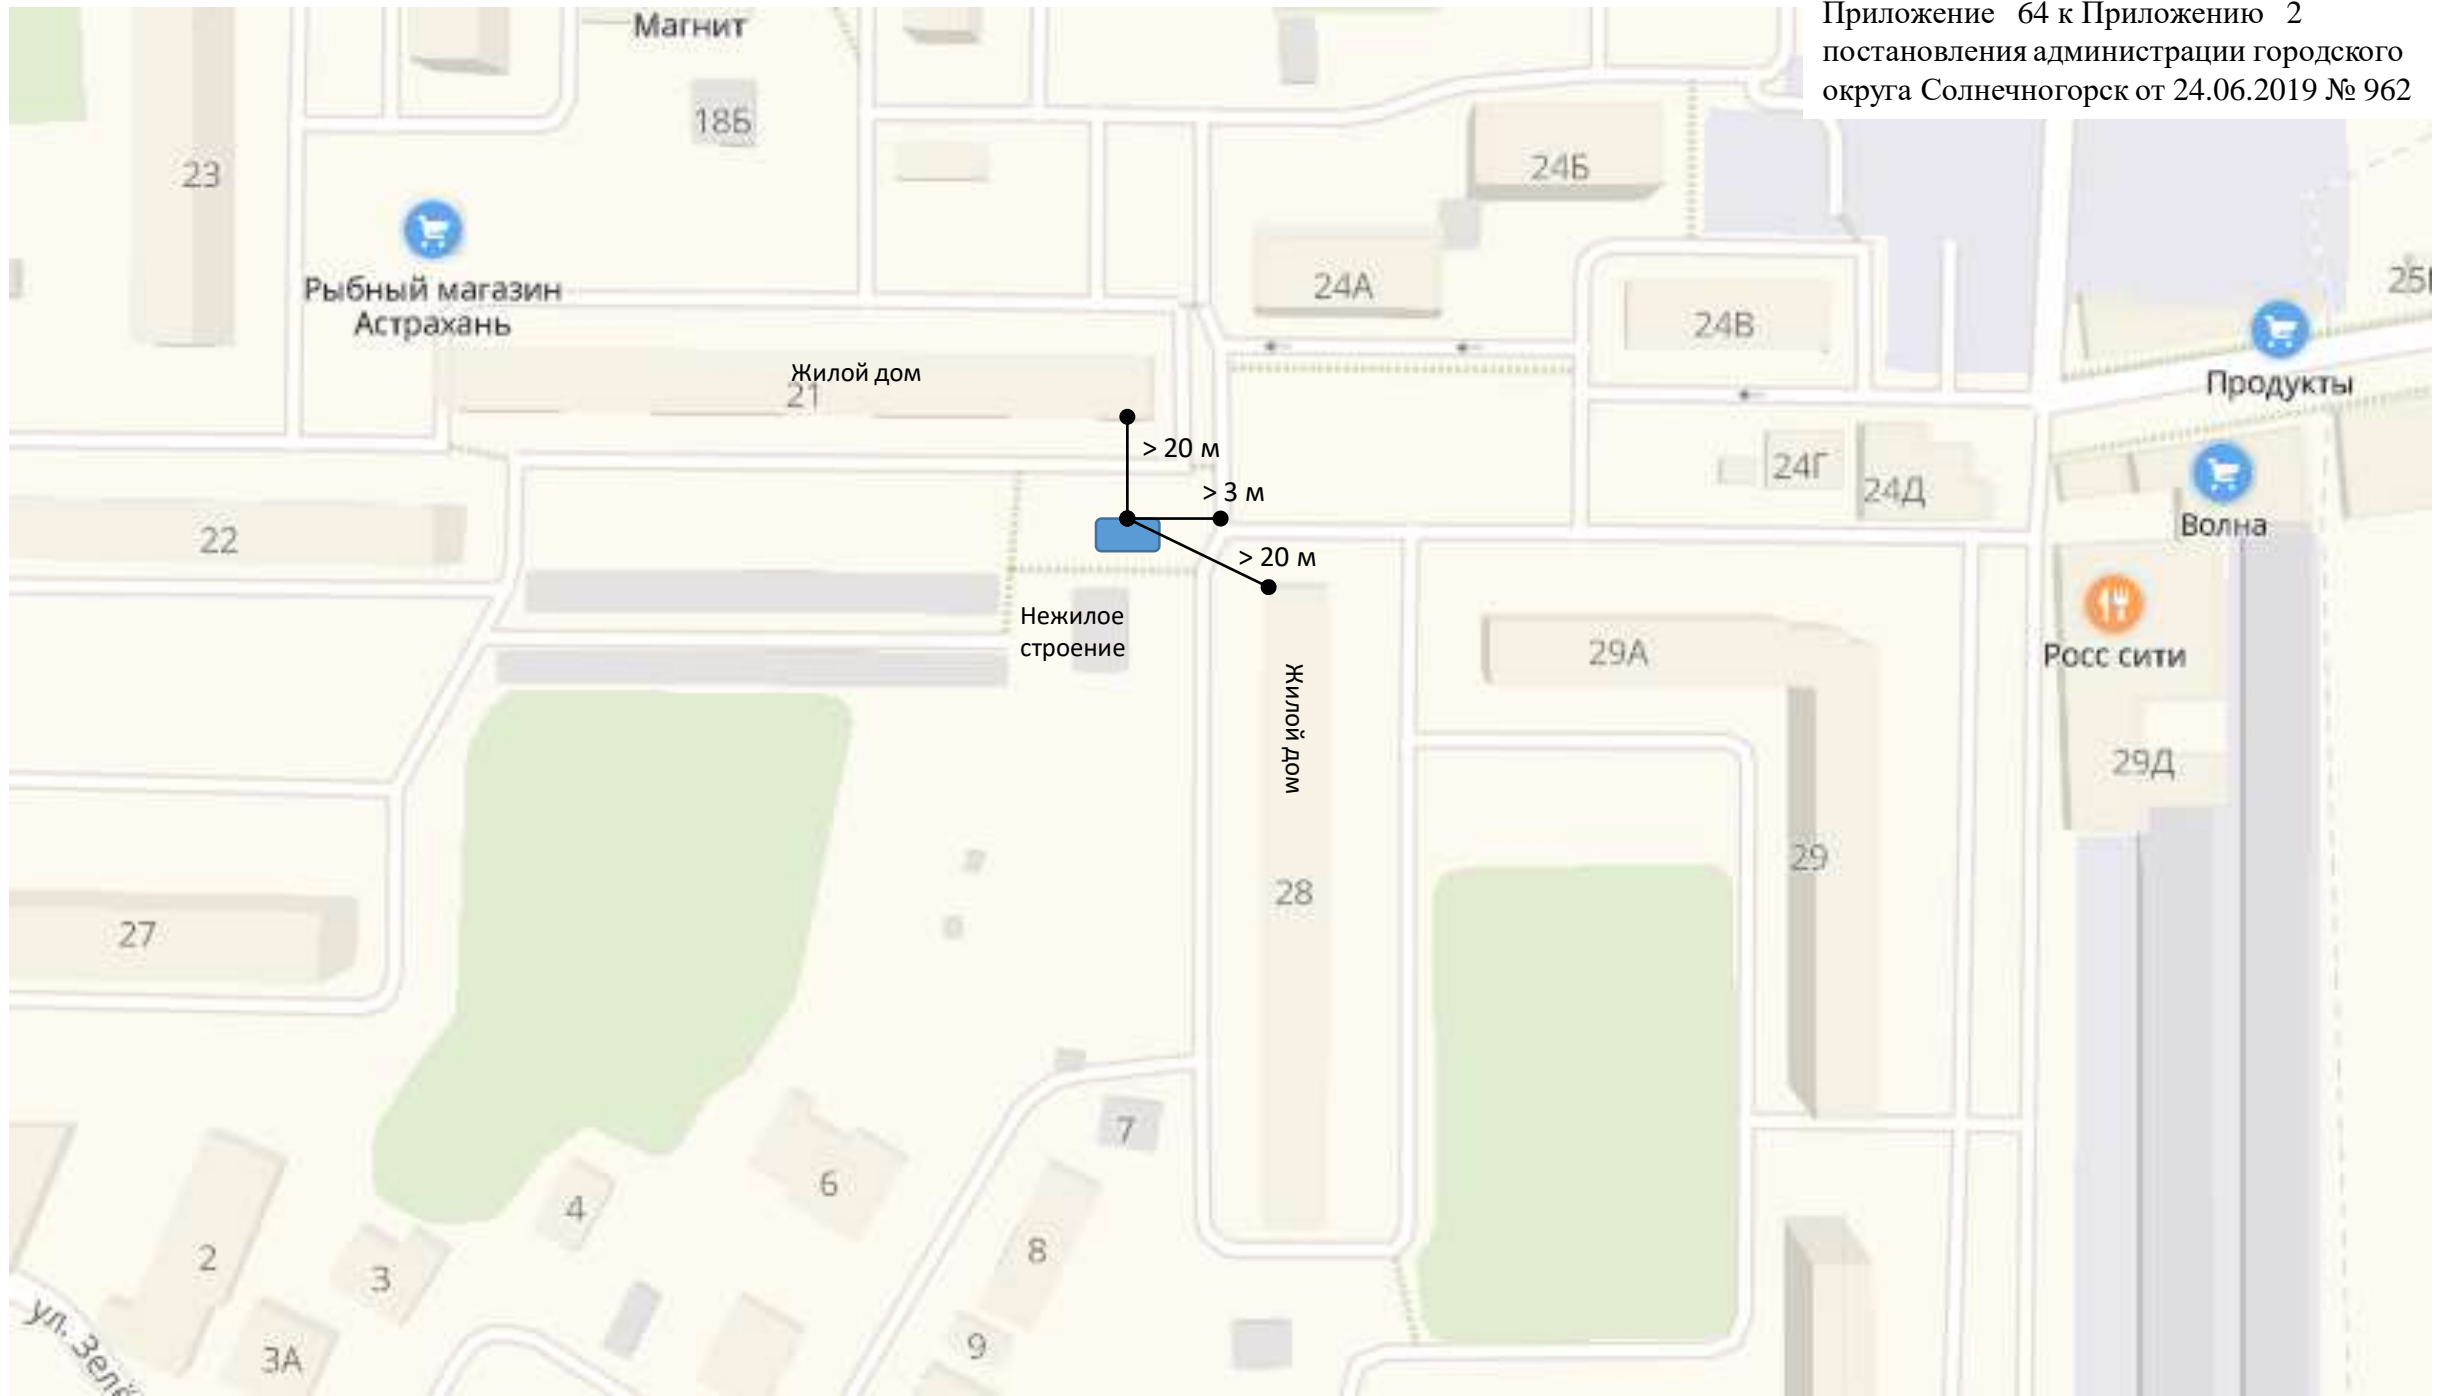 Приложение 64 к Приложению 2
постановления администрации городского
округа Солнечногорск от 24.06.2019 № 962
Магнит
18Б
23
24Б
Рыбный магазин
Астрахань
24А
24В
Продукты
Жилой дом
21
> 20 м
> 3 м
> 20 м
24Г
24Д
Волна
22
Нежилое
строение
Жилой дом
29А
Росс сити
29Д
29
28
27
7
6
4
8
2
3
9
3А
ул.